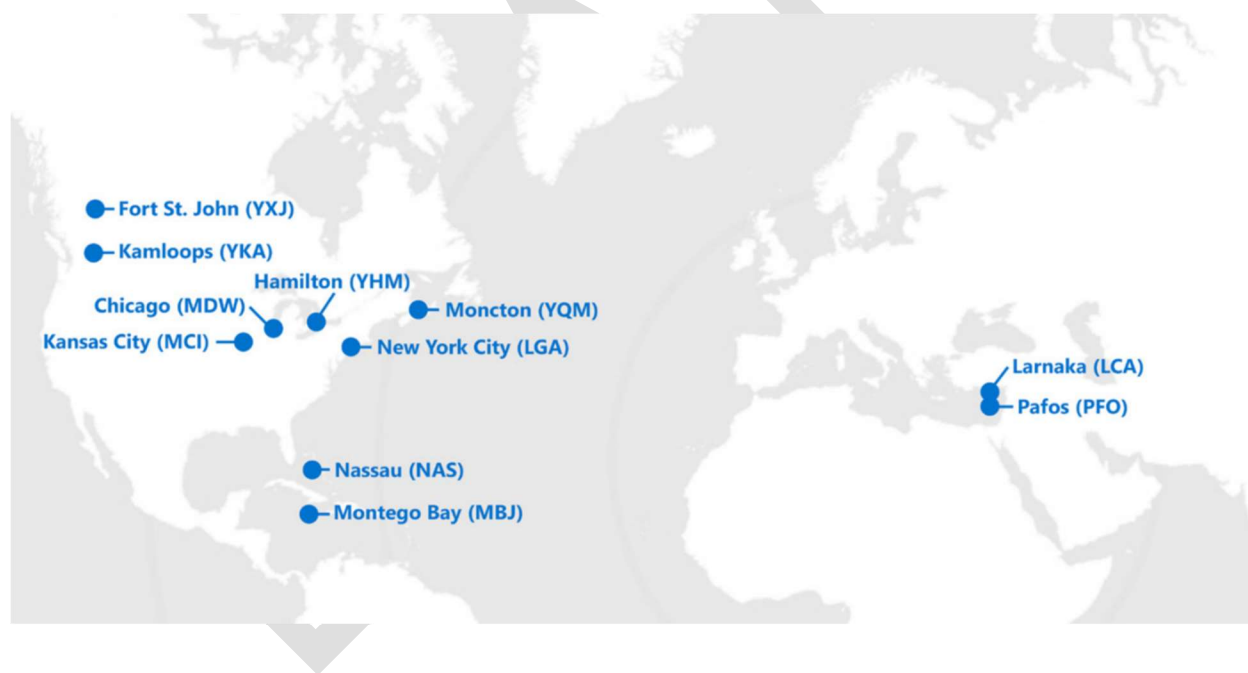 Fort St. John (YXJ)
Kamloops (YKA)
Hamilton (YHM)
Chicago (MDW)
Moncton (YQM)
Kansas City (MCI)
New York City (LGA)
Larnaka (LCA)
Pafos (PFO)
Nassau (NAS)
Montego Bay (MBJ)